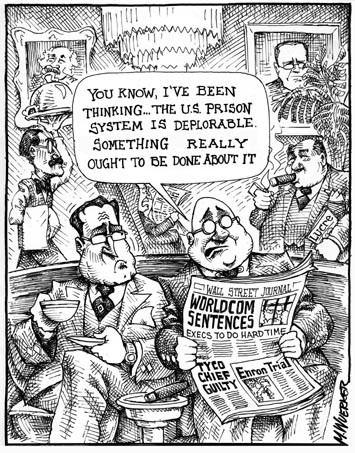 YOU KNOW, I'VE BEEN
THINKING...THE U.S. PRISON
SYSTEM IS DEPLORABLE.
SOMETHING REALLY
OUGHT TO BE DONE ABOUT IT
LUCRE
WALL STREET JOURNAL
WORLDCOM
SENTENCES
EXECS TO DO HARD TIME
TYCO
CHIEF
GUILTY
Enron Trial